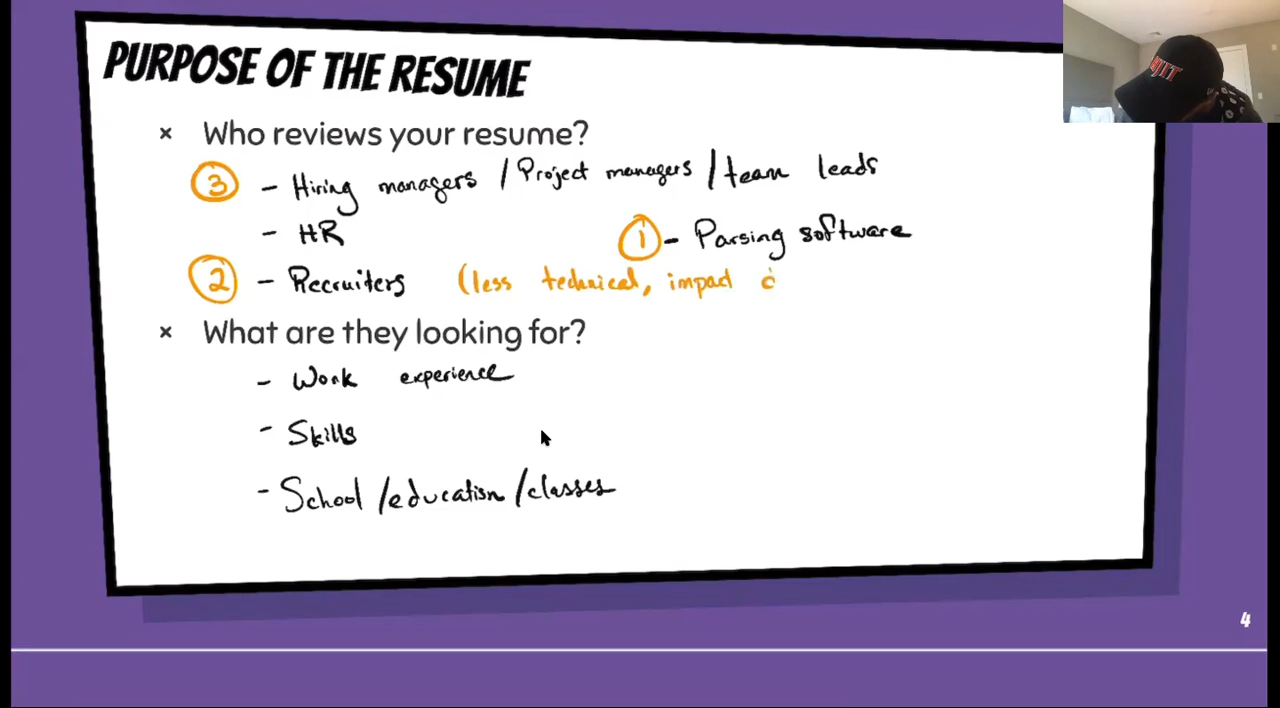 PURPOSE OF THE RESUME
× Who reviews your resume?
③ - Hiring managers / Project managers / team leads
- HR
① - Parsing software
② - Recruiters (less technical, impact
× What are they looking for?
- Work experience
- Skills
- School / education / classes
4
NJIT